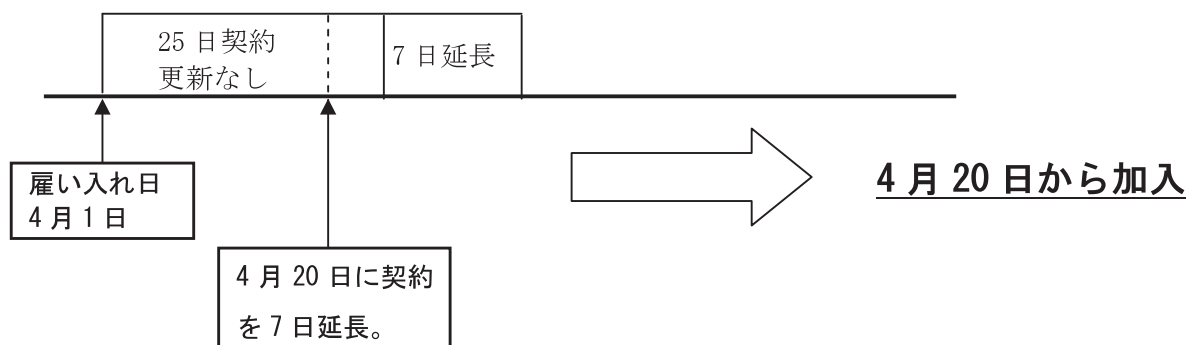 25 日契約
更新なし
7 日延長
雇い入れ日
4 月 1 日
4 月 20 日に契約
を 7 日延長。
4 月 20 日から加入